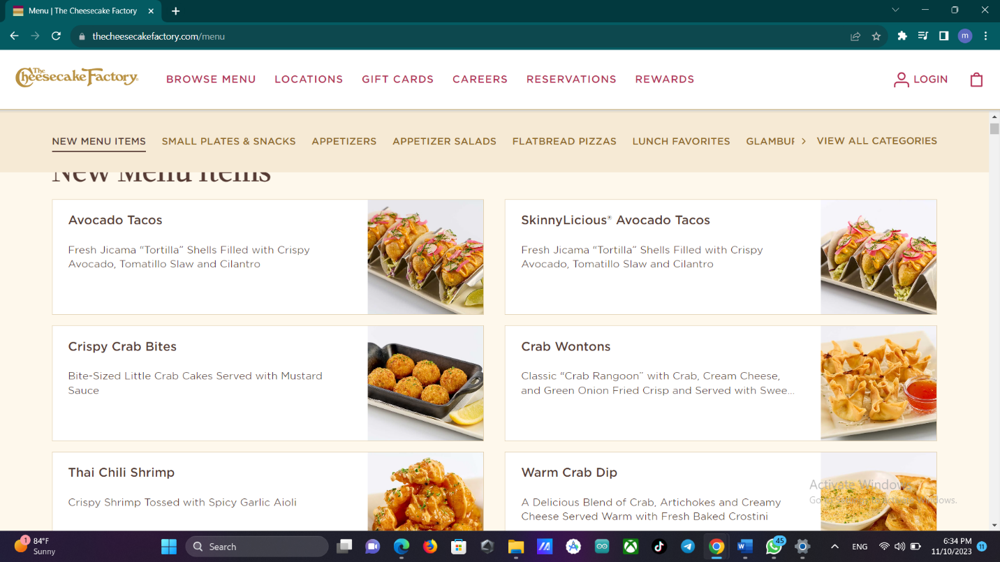 Menu | The Cheesecake Factory
thecheesecakefactory.com/menu
m
The Cheesecake Factory
BROWSE MENU
LOCATIONS
GIFT CARDS
CAREERS
RESERVATIONS
REWARDS
LOGIN
NEW MENU ITEMS
SMALL PLATES & SNACKS
APPETIZERS
APPETIZER SALADS
FLATBREAD PIZZAS
LUNCH FAVORITES
GLAMBUR
VIEW ALL CATEGORIES
New Menu Items
Avocado Tacos
Fresh Jicama “Tortilla” Shells Filled with Crispy
Avocado, Tomatillo Slaw and Cilantro
SkinnyLicious® Avocado Tacos
Fresh Jicama “Tortilla” Shells Filled with Crispy
Avocado, Tomatillo Slaw and Cilantro
Crispy Crab Bites
Bite-Sized Little Crab Cakes Served with Mustard
Sauce
Crab Wontons
Classic “Crab Rangoon” with Crab, Cream Cheese,
and Green Onion Fried Crisp and Served with Swee...
Thai Chili Shrimp
Crispy Shrimp Tossed with Spicy Garlic Aioli
Warm Crab Dip
A Delicious Blend of Crab, Artichokes and Creamy
Cheese Served Warm with Fresh Baked Crostini
Activate Windows
Go to Settings to activate Windows.
1
84°F
Sunny
Search
W
45
ENG
6:34 PM
11/10/2023
11